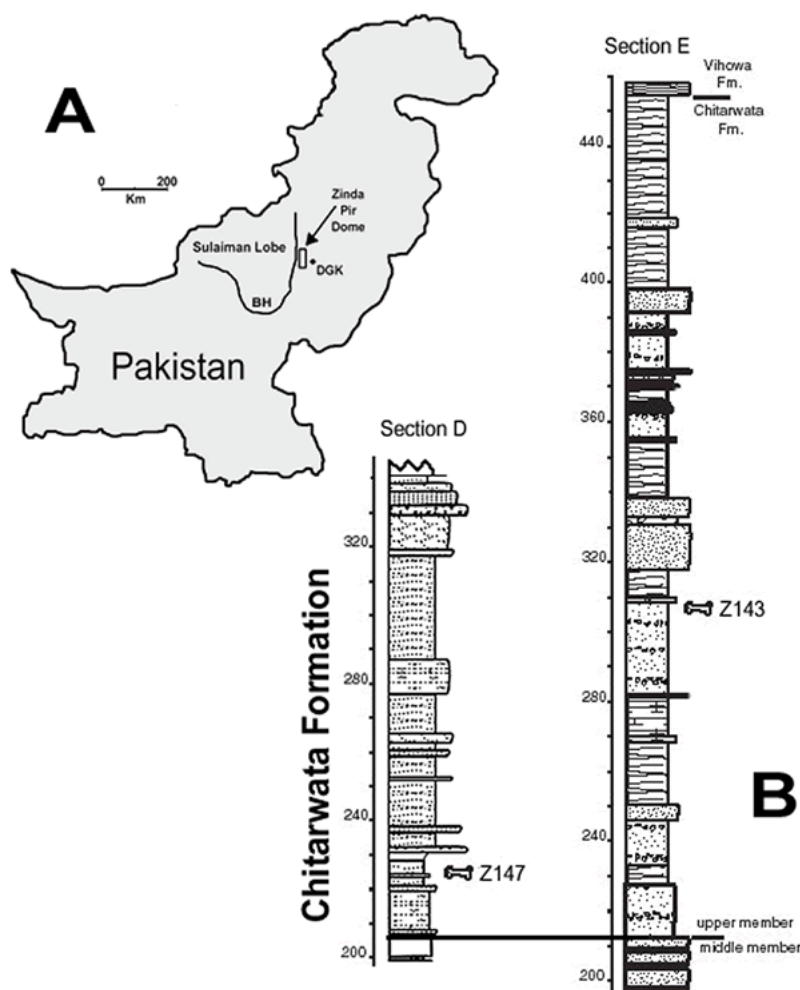 A
0 200
Km
Zinda
Pir
Dome
Sulaiman Lobe
DGK
BH
Pakistan
Section D
320
280
240
200
Chitarwata Formation
Z147
Section E
Vihowa
Fm.
Chitarwata
Fm.
440
400
360
320
Z143
280
240
200
B
upper member
middle member